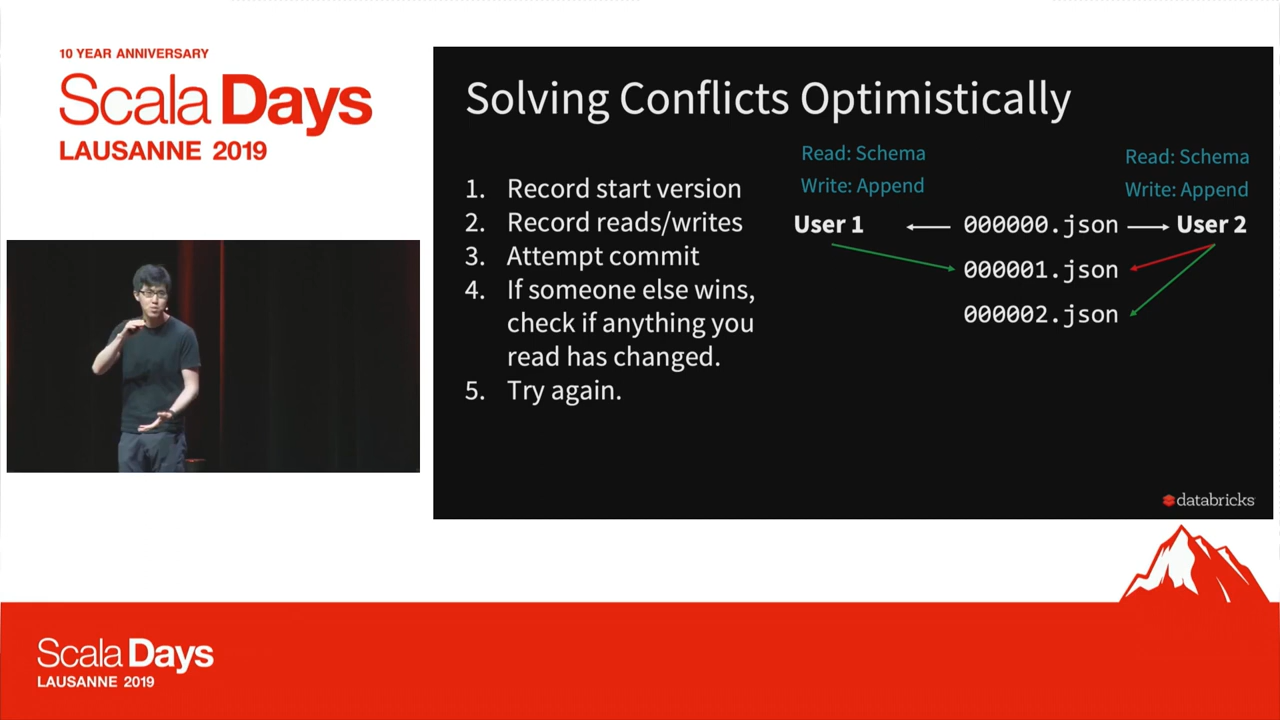 10 YEAR ANNIVERSARY
Scala Days
LAUSANNE 2019
Solving Conflicts Optimistically
1. Record start version
2. Record reads/writes
3. Attempt commit
4. If someone else wins,
check if anything you
read has changed.
5. Try again.
Read: Schema
Write: Append
Read: Schema
Write: Append
User 1
000000.json
User 2
000001.json
000002.json
databricks
Scala Days
LAUSANNE 2019